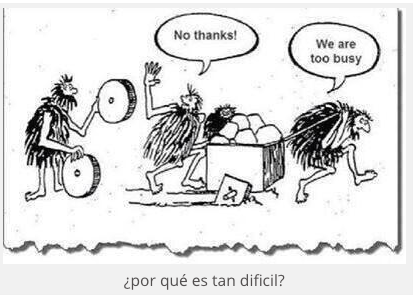 No thanks!
We are
too busy
¿por qué es tan dificil?